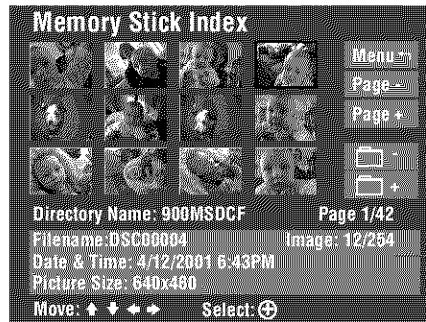 Memory Stick Index
Menu
Page -
Page +
-
+
Directory Name: 900MSDCF Page 1/42
Filename:DSC00004 Image: 12/254
Date & Time: 4/12/2001 6:43PM
Picture Size: 640x480
Move: Select: